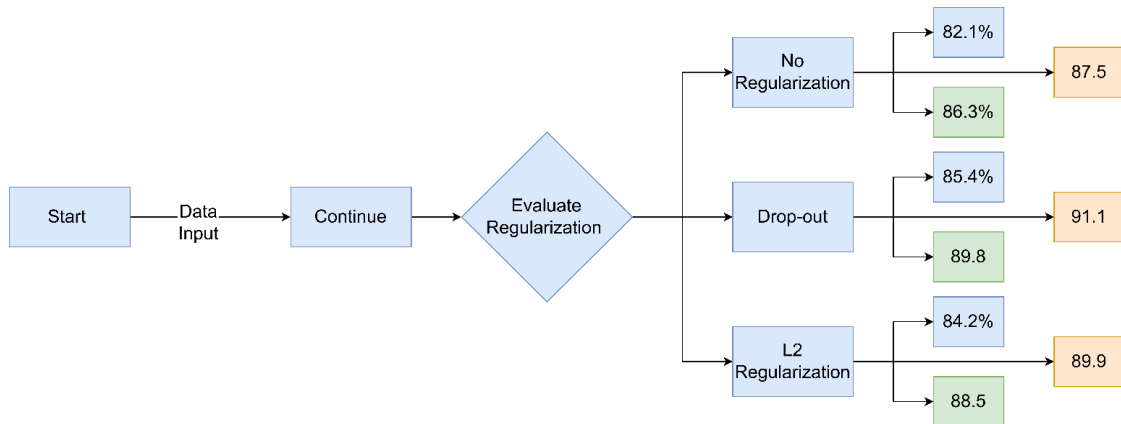 Start
Data
Input
Continue
Evaluate
Regularization
No
Regularization
82.1%
86.3%
87.5
Drop-out
85.4%
89.8
91.1
L2
Regularization
84.2%
88.5
89.9